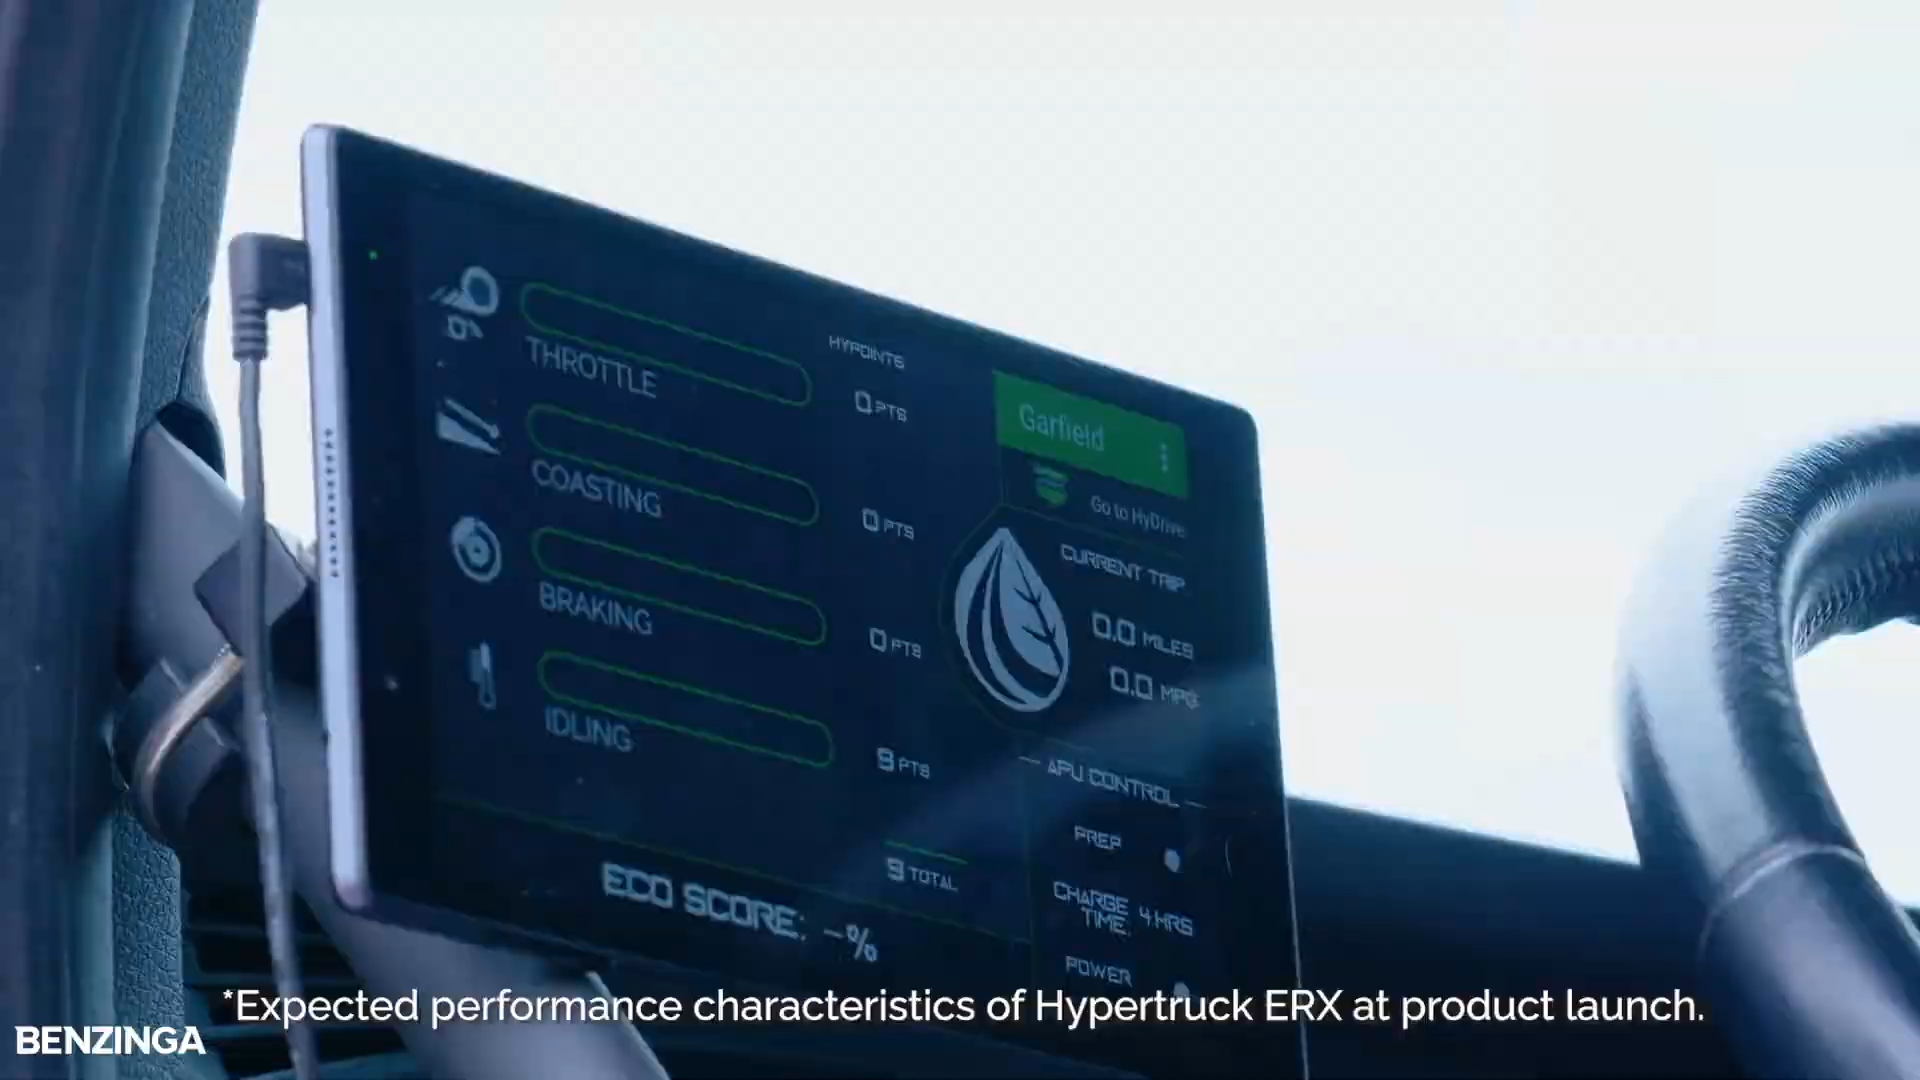 HYPOINTS
THROTTLE
0 PTS
COASTING
0 PTS
BRAKING
0 PTS
IDLING
9 PTS
9 TOTAL
ECO SCORE: -%
Garfield
Go to HyDrive
CURRENT TRIP
0.0 MILES
0.0 MPG
APU CONTROL
PREP
CHARGE TIME: 4 HRS
POWER
*Expected performance characteristics of Hypertruck ERX at product launch.
BENZINGA